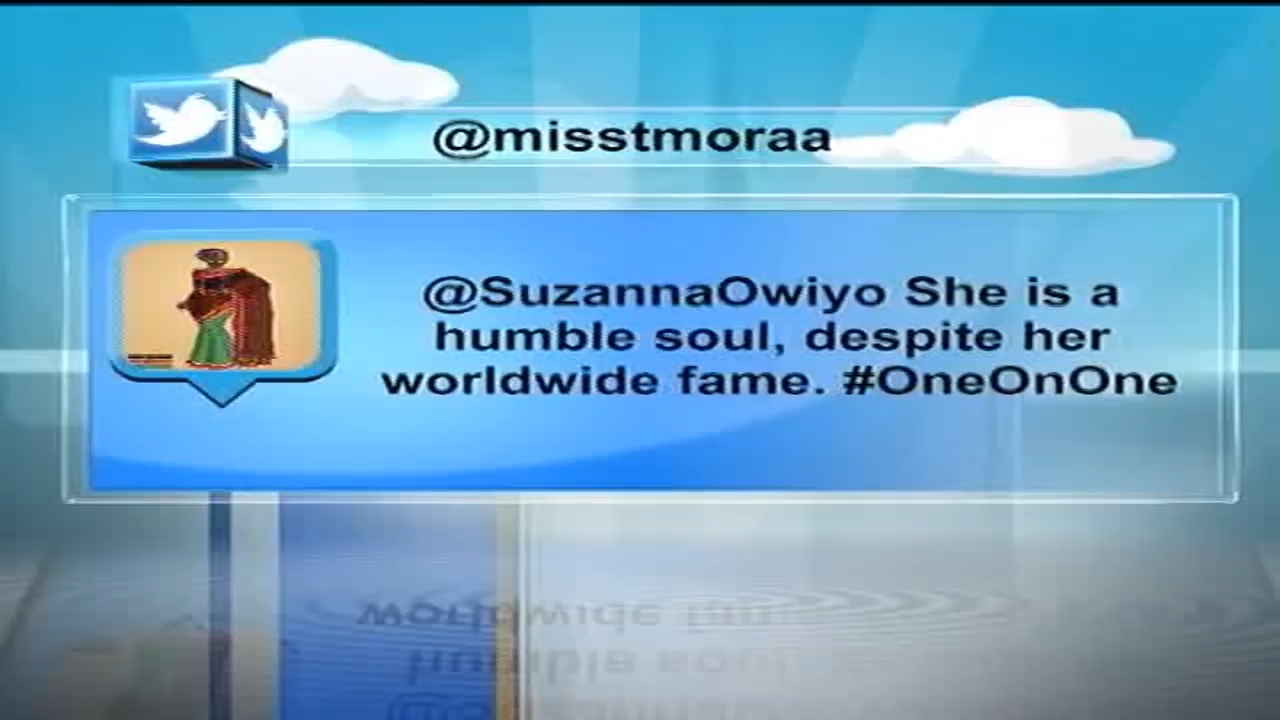 @misstmoraa
@SuzannaOwiyo She is a
humble soul, despite her
worldwide fame. #OneOnOne